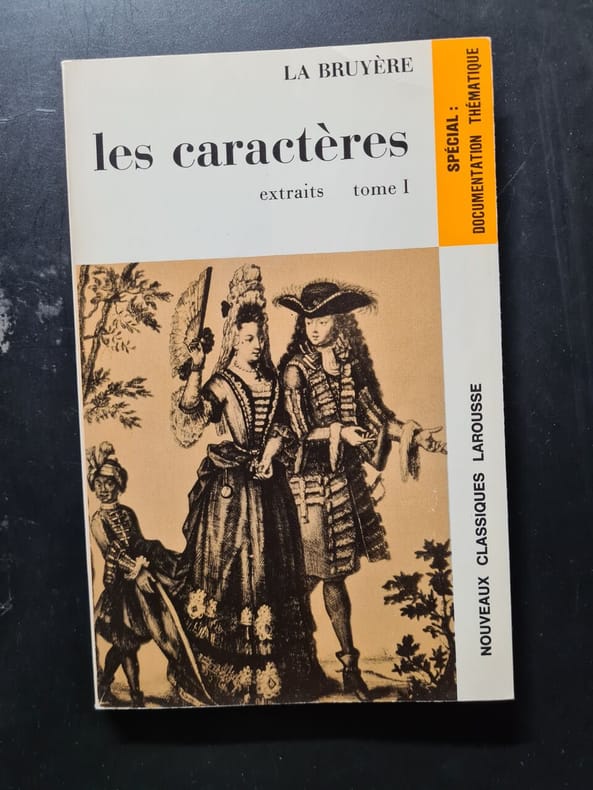 LA BRUYÈRE
les caractères
extraits tome I
SPÉCIAL :
DOCUMENTATION THÉMATIQUE
NOUVEAUX CLASSIQUES LAROUSSE